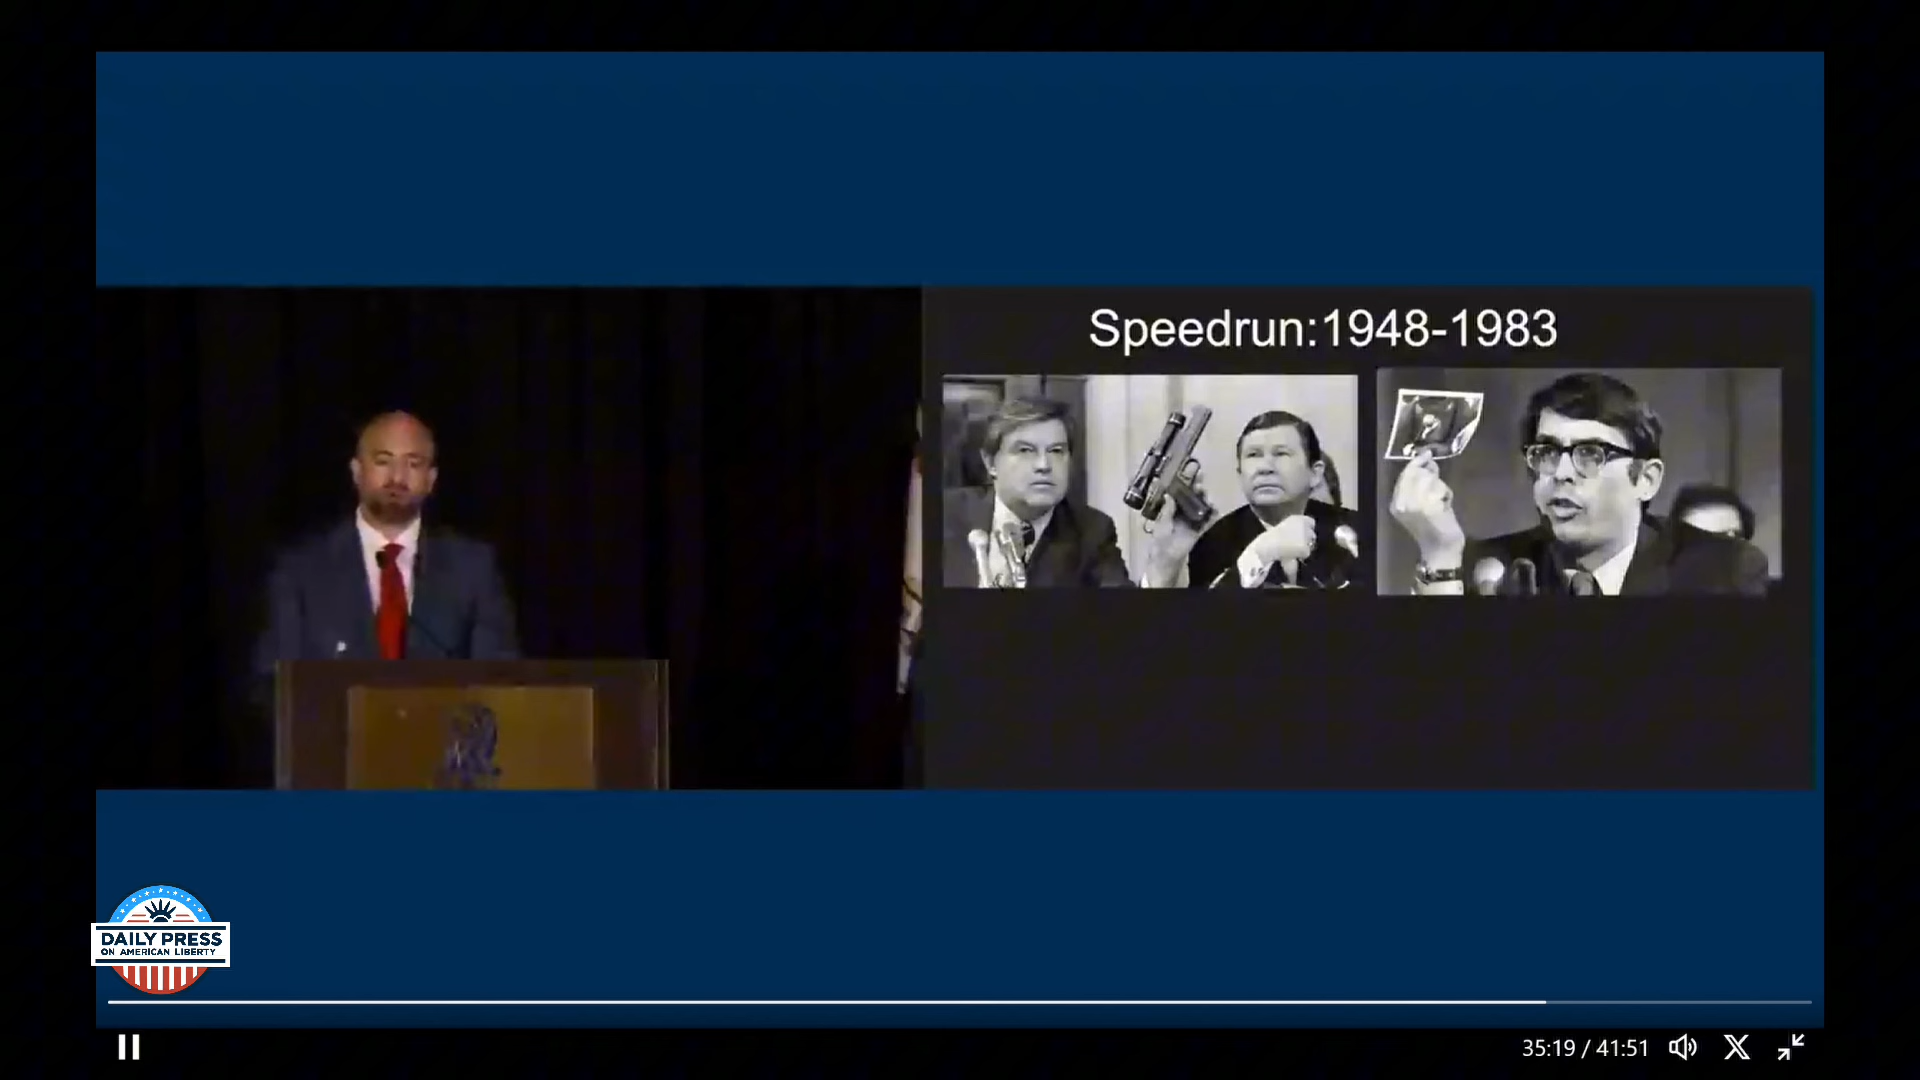 Speedrun:1948-1983
DAILY PRESS
ON AMERICAN LIBERTY
35:19 / 41:51